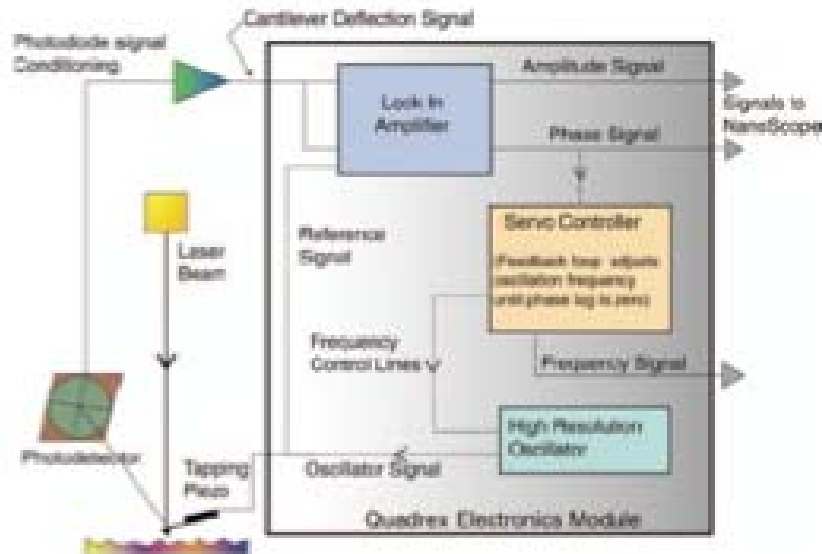 Cantilever Deflection Signal
Photodiode signal
Conditioning
Amplitude Signal
Lock In
Amplifier
Signals to
NanoScope
Phase Signal
Servo Controller
(Feedback loop adjusts
oscillation frequency
until phase lag is zero)
Reference
Signal
Laser
Beam
Frequency
Control Lines
Frequency Signal
High Resolution
Oscillator
Photodetector
Tapping
Piezo
Oscillator Signal
Quadrex Electronics Module